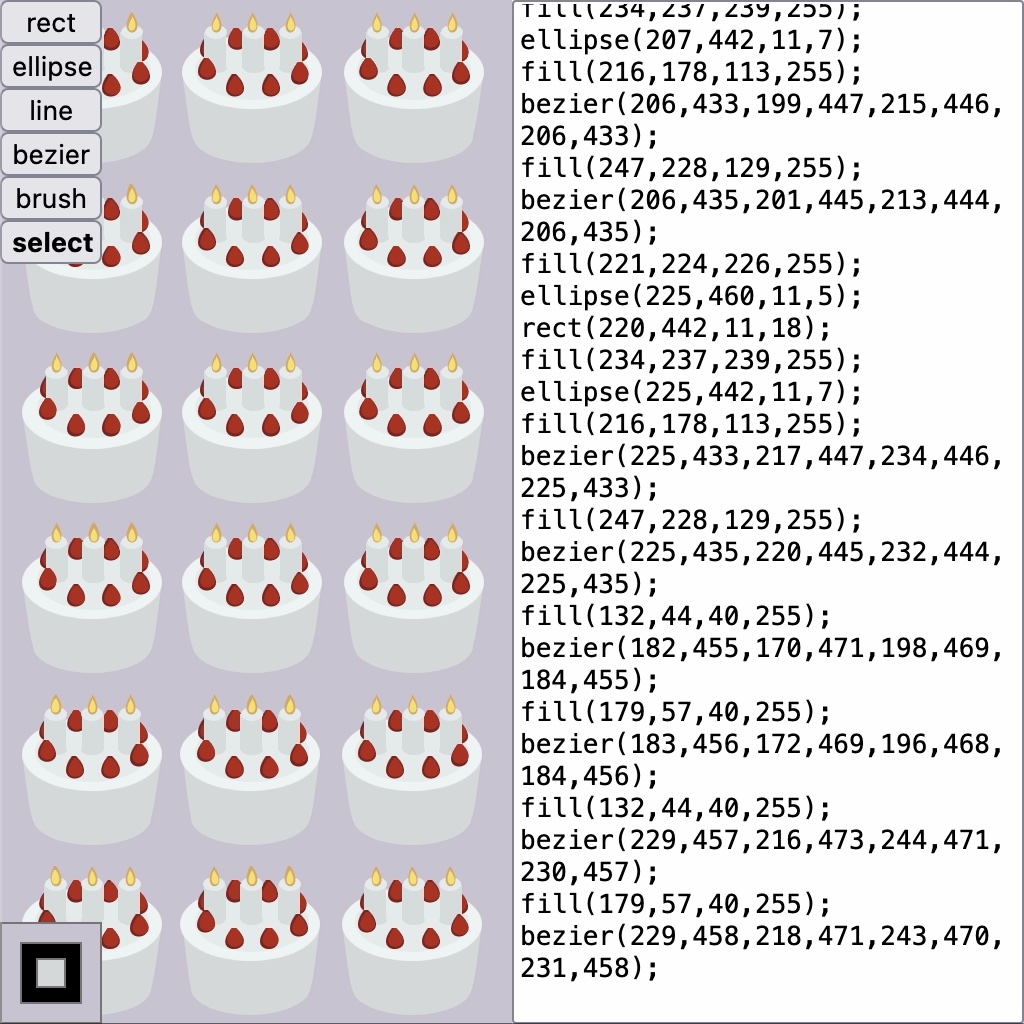 rect
ellipse
line
bezier
brush
select
fill(234,237,239,255);
ellipse(207,442,11,7);
fill(216,178,113,255);
bezier(206,433,199,447,215,446,
206,433);
fill(247,228,129,255);
bezier(206,435,201,445,213,444,
206,435);
fill(221,224,226,255);
ellipse(225,460,11,5);
rect(220,442,11,18);
fill(234,237,239,255);
ellipse(225,442,11,7);
fill(216,178,113,255);
bezier(225,433,217,447,234,446,
225,433);
fill(247,228,129,255);
bezier(225,435,220,445,232,444,
225,435);
fill(132,44,40,255);
bezier(182,455,170,471,198,469,
184,455);
fill(179,57,40,255);
bezier(183,456,172,469,196,468,
184,456);
fill(132,44,40,255);
bezier(229,457,216,473,244,471,
230,457);
fill(179,57,40,255);
bezier(229,458,218,471,243,470,
231,458);